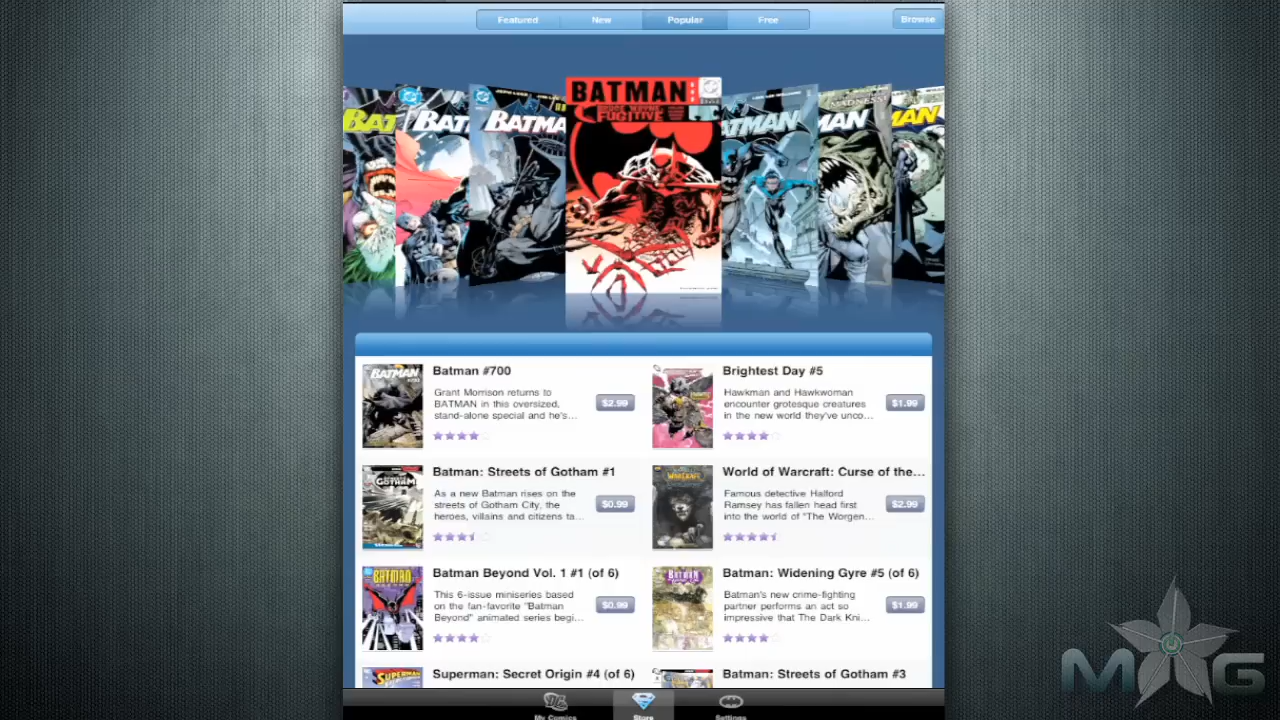 Featured New Popular Free Browse
BATMAN
BRUCE WAYNE
FUGITIVE
BATMAN
Batman #700
Grant Morrison returns to
BATMAN in this oversized,
stand-alone special and he's...
$2.99
Brightest Day #5
Hawkman and Hawkwoman
encounter grotesque creatures
in the new world they've unco...
$1.99
Batman: Streets of Gotham #1
As a new Batman rises on the
streets of Gotham City, the
heroes, villains and citizens ta...
$0.99
World of Warcraft: Curse of the...
Famous detective Halford
Ramsey has fallen head first
into the world of "The Worgen...
$2.99
Batman Beyond Vol. 1 #1 (of 6)
This 6-issue miniseries based
on the fan-favorite "Batman
Beyond" animated series begi...
$0.99
Batman: Widening Gyre #5 (of 6)
Batman's new crime-fighting
partner performs an act so
impressive that The Dark Kni...
$1.99
Superman: Secret Origin #4 (of 6)
Batman: Streets of Gotham #3
My Comics Store Settings
MAG